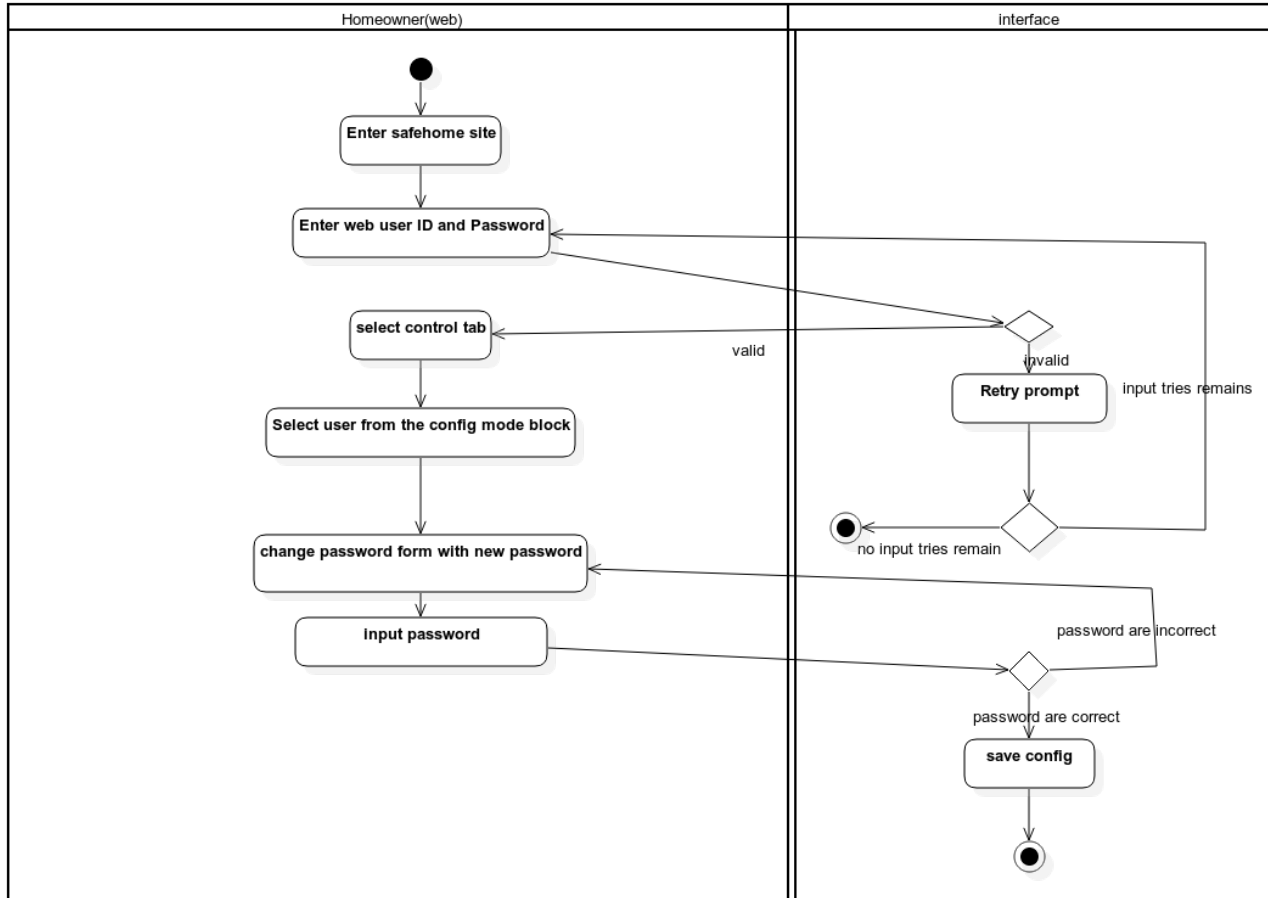 Homeowner(web)
interface
Enter safehome site
Enter web user ID and Password
select control tab
valid
invalid
Retry prompt
input tries remains
Select user from the config mode block
no input tries remain
change password form with new password
input password
password are incorrect
password are correct
save config